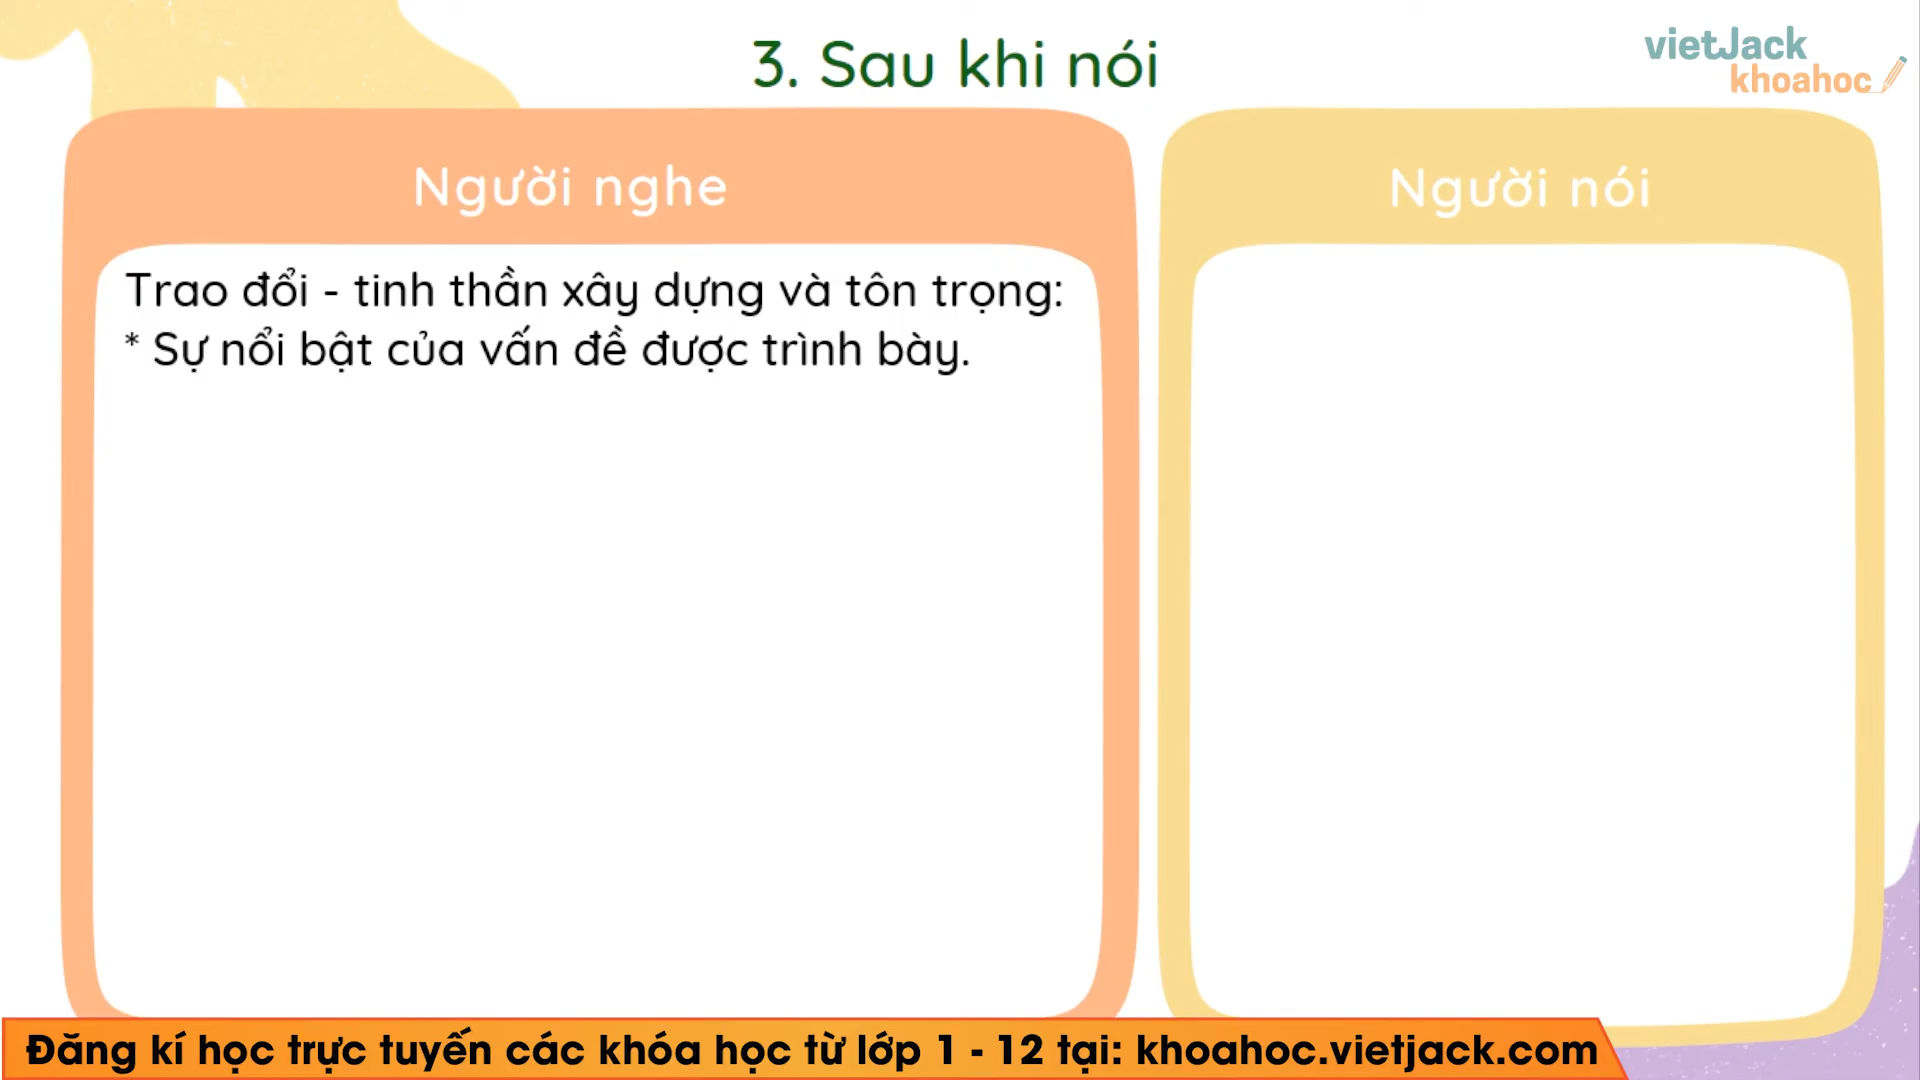 3. Sau khi nói
vietJack
khoahoc
Người nghe
Trao đổi - tinh thần xây dựng và tôn trọng:
* Sự nổi bật của vấn đề được trình bày.
Người nói
Đăng kí học trực tuyến các khóa học từ lớp 1 - 12 tại: khoahoc.vietjack.com